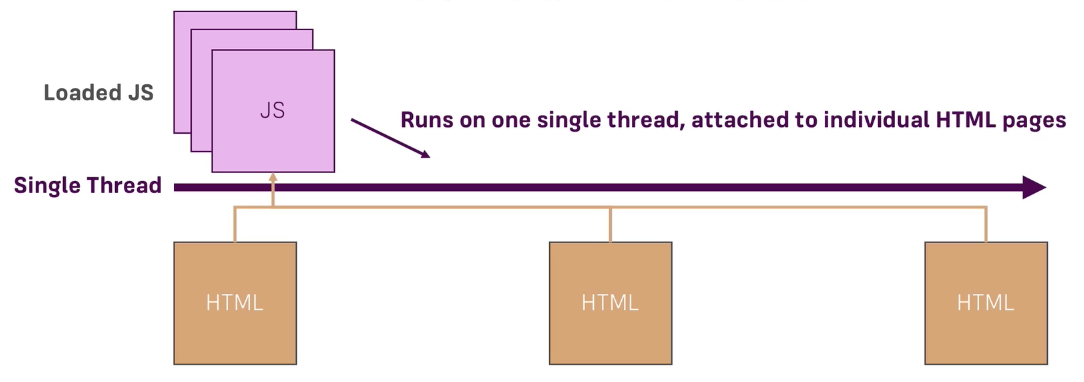 Loaded JS
JS
Runs on one single thread, attached to individual HTML pages
Single Thread
HTML
HTML
HTML